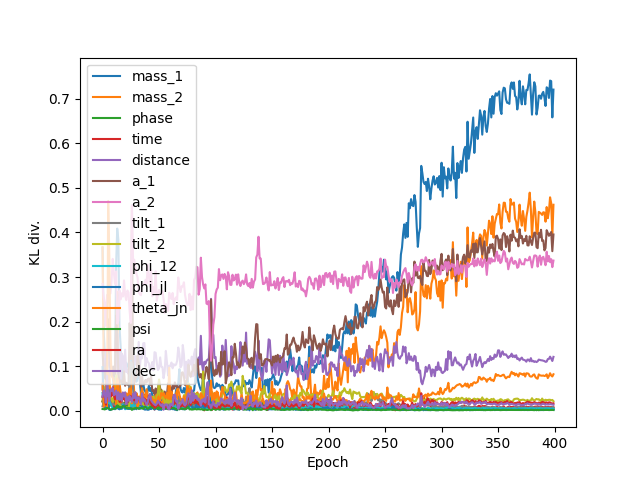 KL div.
0.7
0.6
0.5
0.4
0.3
0.2
0.1
0.0
mass_1
mass_2
phase
time
distance
a_1
a_2
tilt_1
tilt_2
phi_12
phi_jl
theta_jn
psi
ra
dec
0 50 100 150 200 250 300 350 400
Epoch